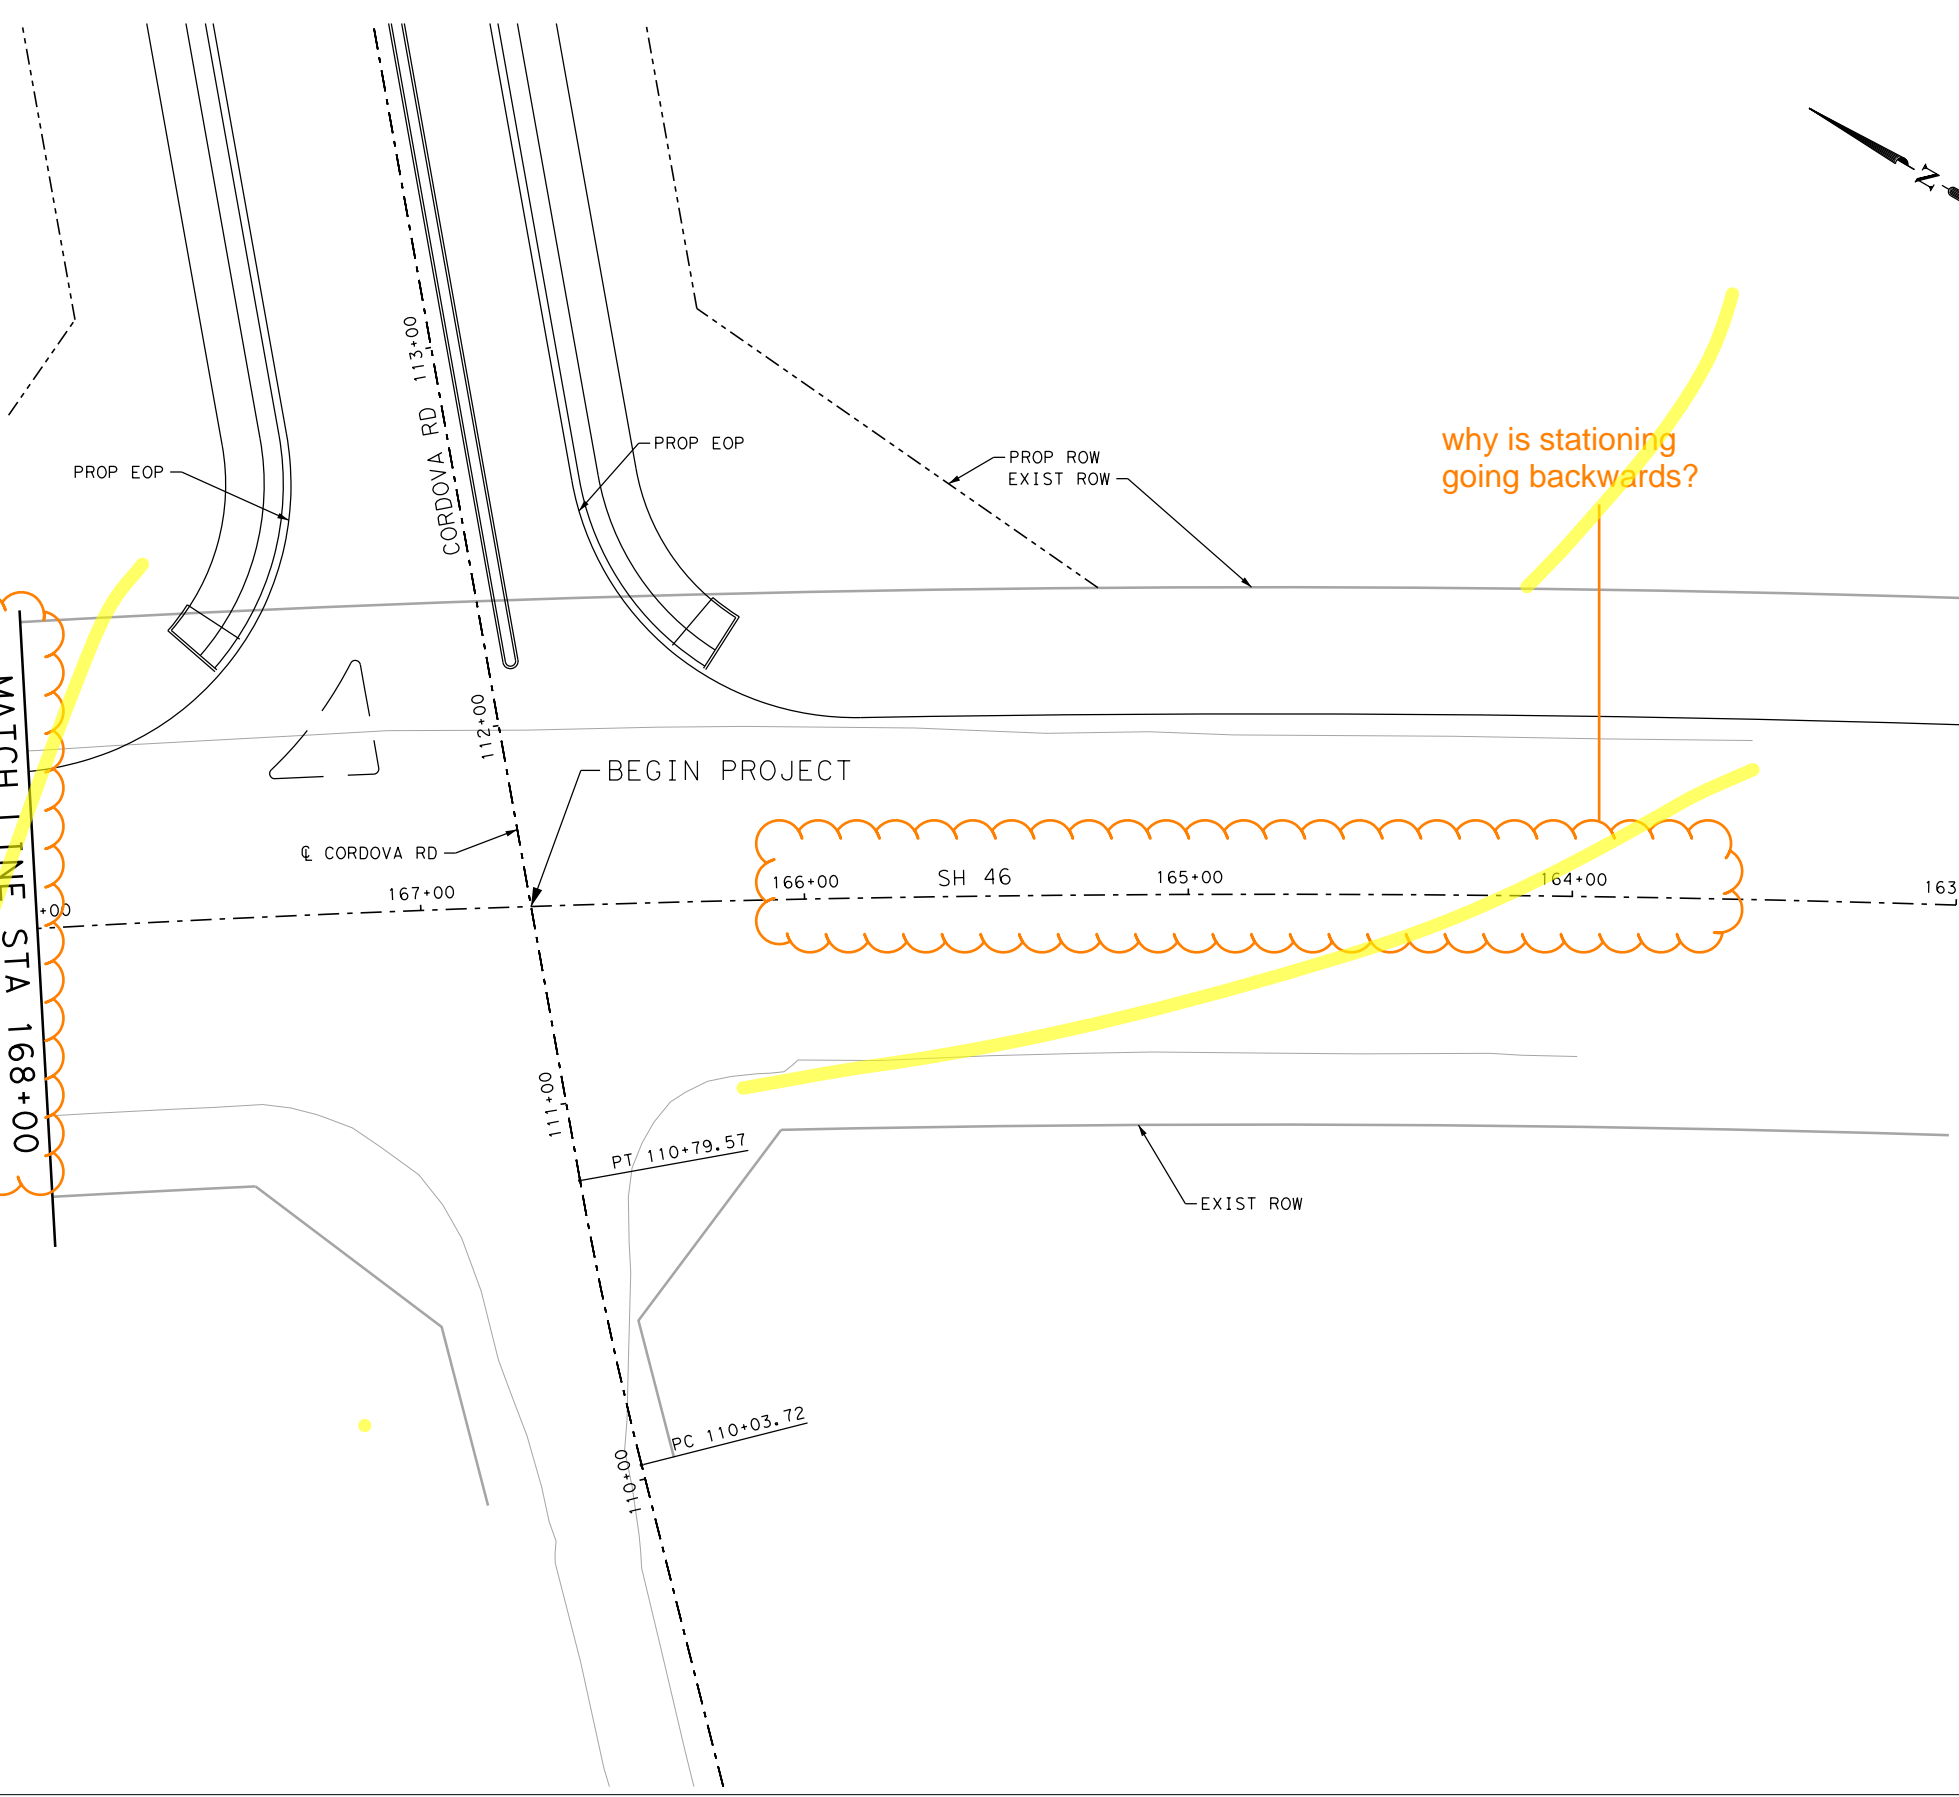 N
113+00
CORDOVA RD
PROP EOP
PROP EOP
PROP ROW
EXIST ROW
why is stationing
going backwards?
112+00
BEGIN PROJECT
℄ CORDOVA RD
167+00
166+00
SH 46
165+00
164+00
163
+00
MATCH LINE STA 168+00
111+00
PT 110+79.57
EXIST ROW
PC 110+03.72
110+00